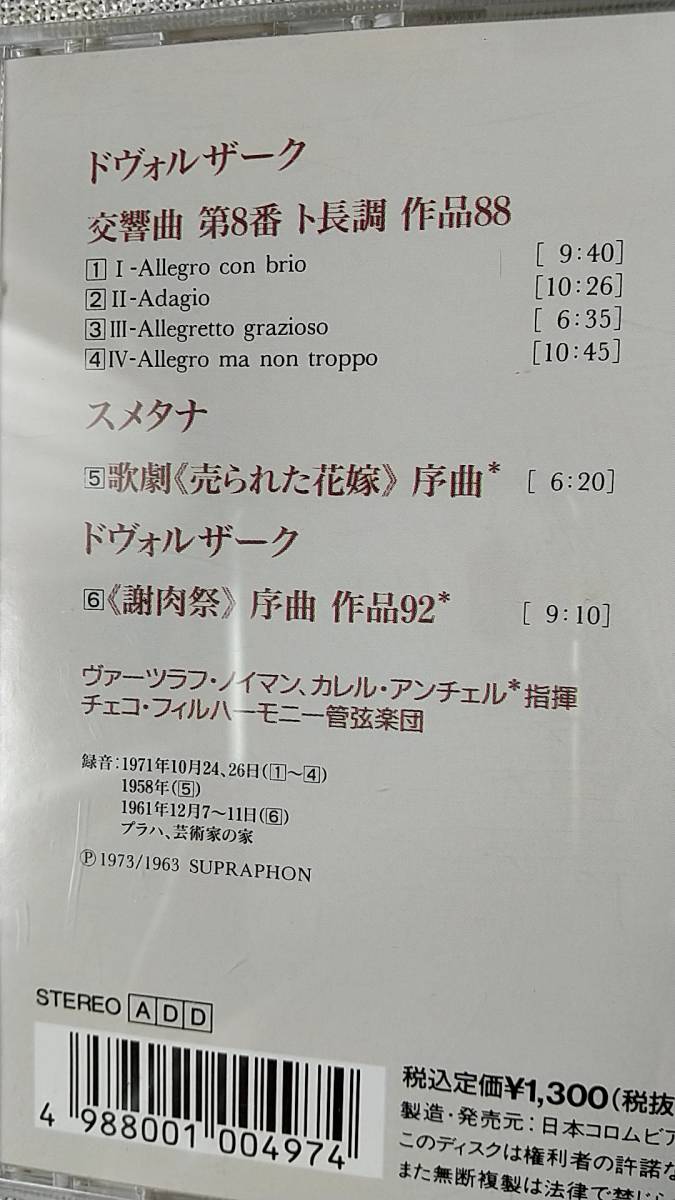 ドヴォルザーク
交響曲 第8番 ト長調 作品88
1 I-Allegro con brio [ 9:40]
2 II-Adagio [10:26]
3 III-Allegretto grazioso [ 6:35]
4 IV-Allegro ma non troppo [10:45]
スメタナ
5 歌劇《売られた花嫁》序曲* [ 6:20]
ドヴォルザーク
6 《謝肉祭》序曲 作品92* [ 9:10]
ヴァーツラフ・ノイマン、カレル・アンチェル*指揮
チェコ・フィルハーモニー管弦楽団
録音:1971年10月24、26日(1〜4)
1958年(5)
1961年12月7〜11日(6)
プラハ、芸術家の家
Ⓟ1973/1963 SUPRAPHON
STEREO ADD
4 988001 004974
税込定価¥1,300(税抜
製造・発売元:日本コロムビア
このディスクは権利者の許諾な
また無断複製は法律で禁じら